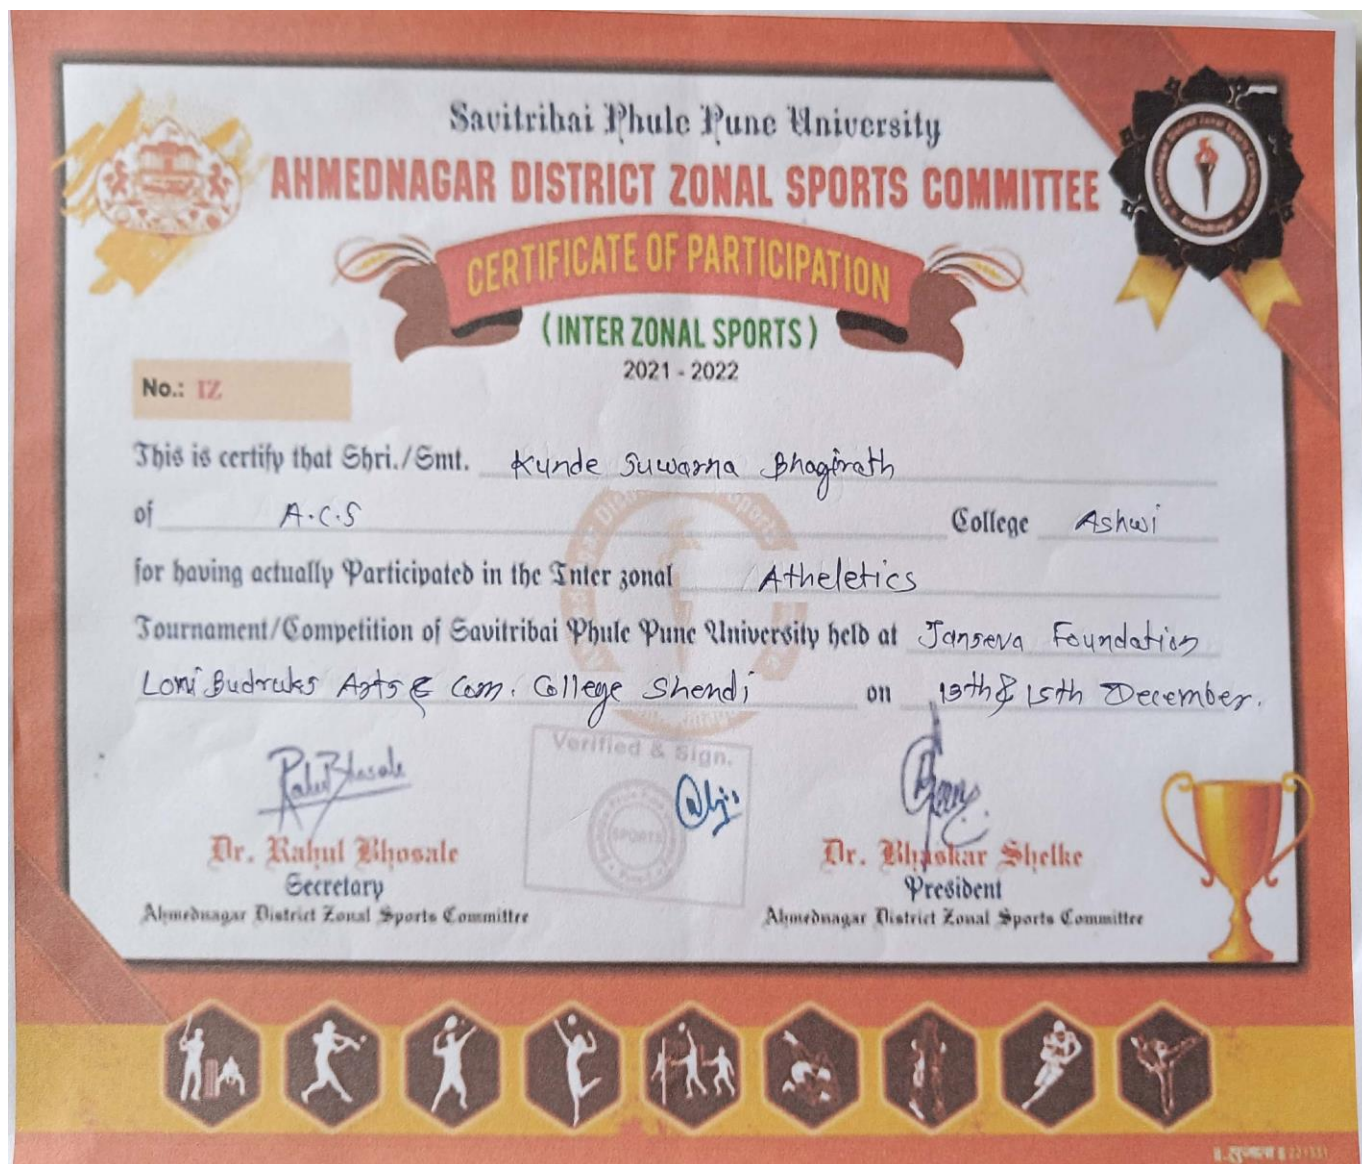 Savitribai Phule Pune University
AHMEDNAGAR DISTRICT ZONAL SPORTS COMMITTEE
CERTIFICATE OF PARTICIPATION
( INTER ZONAL SPORTS )
2021 - 2022
No.: IZ
This is certify that Shri./Smt. Kunde Suwarna Bhagirath
of A.C.S College Ashwi
for having actually Participated in the Inter zonal Atheletics
Tournament/Competition of Savitribai Phule Pune University held at Janseva Foundation
Loni Budruks Arts & Com. College Shendi on 13th & 15th December.
Verified & Sign.
SPORTS
Rahul Bhosale
Dr. Rahul Bhosale
Secretary
Ahmednagar District Zonal Sports Committee
Dr. Bhaskar Shelke
President
Ahmednagar District Zonal Sports Committee